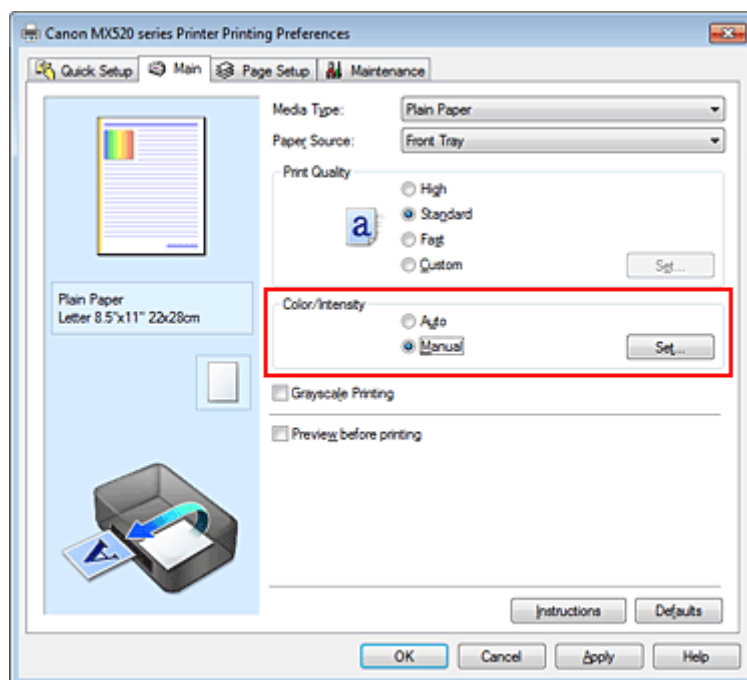 Canon MX520 series Printer Printing Preferences
Quick Setup Main Page Setup Maintenance
Media Type: Plain Paper
Paper Source: Front Tray
Print Quality
High
Standard
Fast
Custom Set...
a
Plain Paper
Letter 8.5"x11" 22x28cm
Color/Intensity
Auto
Manual Set...
Grayscale Printing
Preview before printing
A
Instructions Defaults
OK Cancel Apply Help